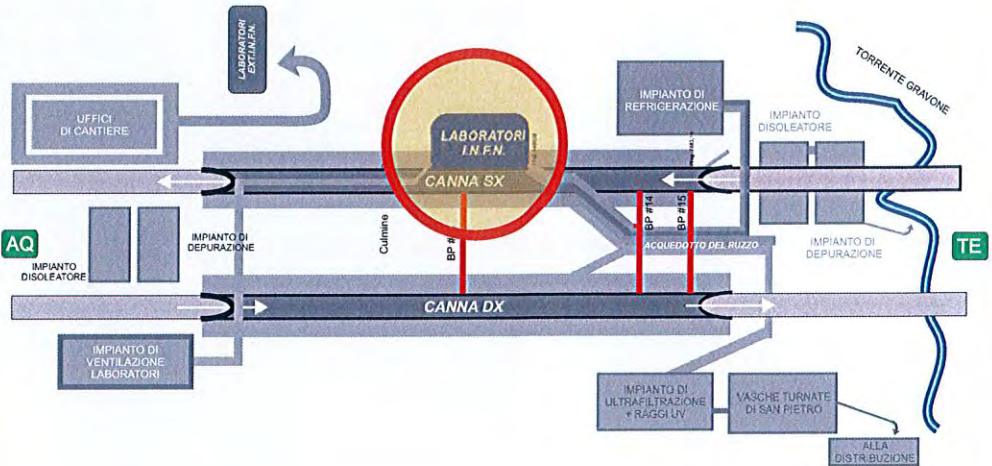 LABORATORI
EXT.I.N.F.N.
UFFICI
DI CANTIERE
IMPIANTO DI
REFRIGERAZIONE
TORRENTE GRAVONE
IMPIANTO
DISOLEATORE
LABORATORI
I.N.F.N.
CANNA SX
Culmine
BP #
BP #14
BP #15
AQ
IMPIANTO
DISOLEATORE
IMPIANTO DI
DEPURAZIONE
ACQUEDOTTO DEL RUZZO
IMPIANTO DI
DEPURAZIONE
TE
CANNA DX
IMPIANTO DI
VENTILAZIONE
LABORATORI
IMPIANTO DI
ULTRAFILTRAZIONE
+ RAGGI UV
VASCHE TURNATE
DI SAN PIETRO
ALLA
DISTRIBUZIONE